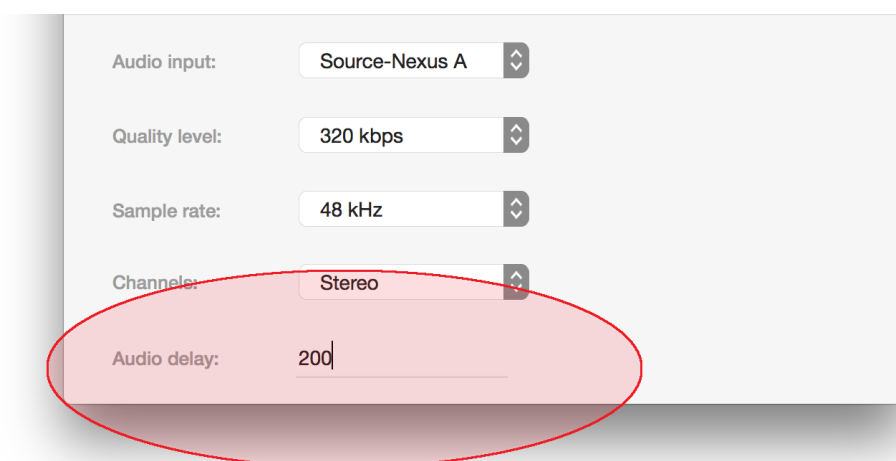 Audio input: Source-Nexus A
Quality level: 320 kbps
Sample rate: 48 kHz
Channels: Stereo
Audio delay: 200